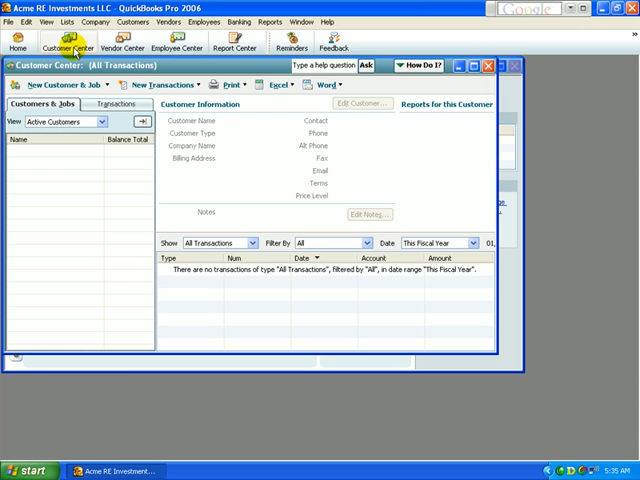 Acme RE Investments LLC - QuickBooks Pro 2006
Google
File Edit View Lists Company Customers Vendors Employees Banking Reports Window Help
Home Customer Center Vendor Center Employee Center Report Center Reminders Feedback
Customer Center: (All Transactions) Type a help question Ask How Do I?
New Customer & Job New Transactions Print Excel Word
Customers & Jobs Transactions Customer Information Edit Customer... Reports for this Customer
View Active Customers
Customer Name Contact
Customer Type Phone
Company Name Alt Phone
Billing Address Fax
Email
Terms
Price Level
Notes Edit Notes...
Name Balance Total
Show All Transactions Filter By All Date This Fiscal Year 01,
Type Num Date Account Amount
There are no transactions of type "All Transactions", filtered by "All", in date range "This Fiscal Year".
start Acme RE Investment... 5:35 AM